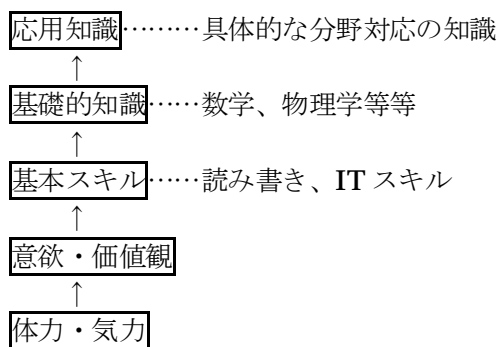 応用知識………具体的な分野対応の知識
↑
基礎的知識……数学、物理学等等
↑
基本スキル……読み書き、IT スキル
↑
意欲・価値観
↑
体力・気力